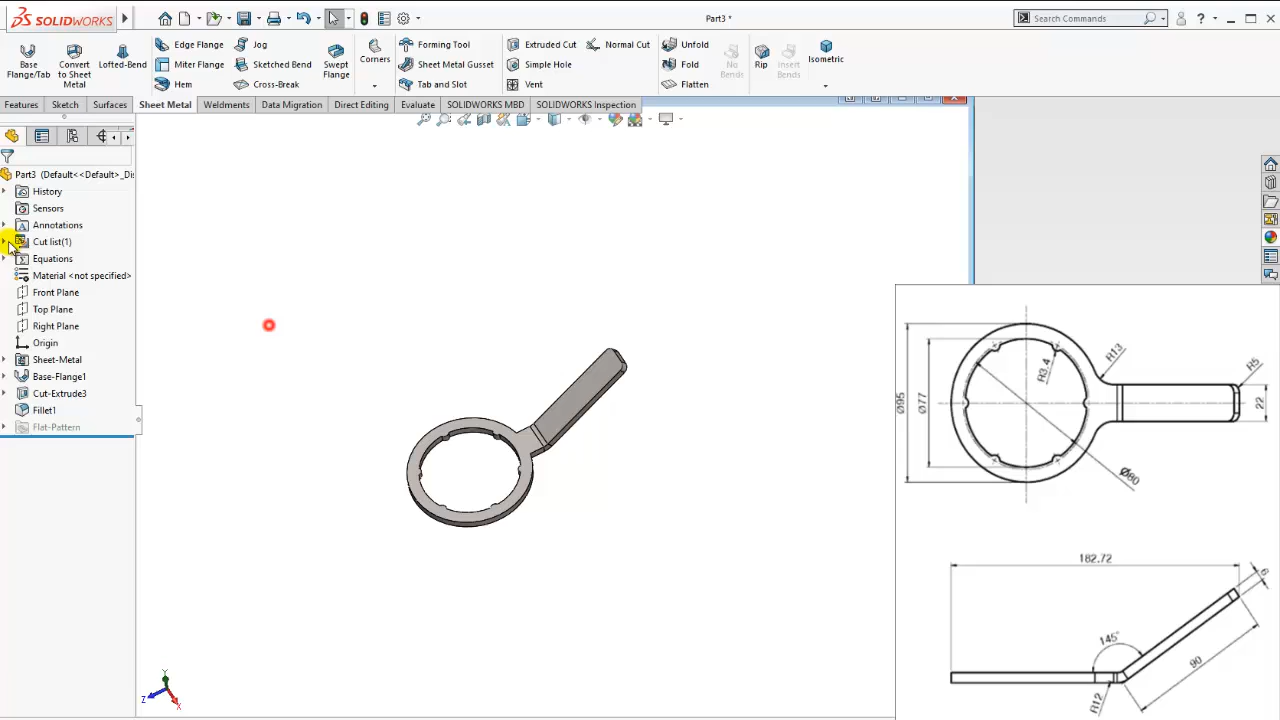 SOLIDWORKS
Part3 *
Search Commands
Base Flange/Tab
Convert to Sheet Metal
Lofted-Bend
Edge Flange
Miter Flange
Hem
Jog
Sketched Bend
Cross-Break
Swept Flange
Corners
Forming Tool
Sheet Metal Gusset
Tab and Slot
Extruded Cut
Simple Hole
Vent
Normal Cut
Unfold
Fold
Flatten
No Bends
Rip
Insert Bends
Isometric
Features
Sketch
Surfaces
Sheet Metal
Weldments
Data Migration
Direct Editing
Evaluate
SOLIDWORKS MBD
SOLIDWORKS Inspection
Part3 (Default<<Default>_Di
History
Sensors
Annotations
Cut list(1)
Equations
Material <not specified>
Front Plane
Top Plane
Right Plane
Origin
Sheet-Metal
Base-Flange1
Cut-Extrude3
Fillet1
Flat-Pattern
Y
Z
X
R13
R3.4
R5
Ø95
Ø77
22
Ø80
182.72
6
145°
90
R12